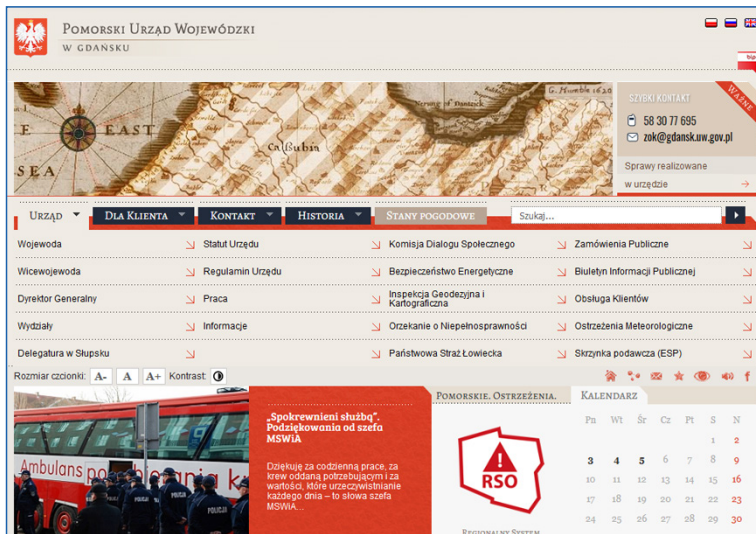 Pomorski Urząd Wojewódzki
w Gdańsku
G. Humble 1620
EAST
Calßubia
SEA
SZYBKI KONTAKT
WAŻNE
58 30 77 695
zok@gdansk.uw.gov.pl
Sprawy realizowane
w urzędzie
Urząd Dla Klienta Kontakt Historia Stany pogodowe Szukaj...
Wojewoda Statut Urzędu Komisja Dialogu Społecznego Zamówienia Publiczne
Wicewojewoda Regulamin Urzędu Bezpieczeństwo Energetyczne Biuletyn Informacji Publicznej
Dyrektor Generalny Praca Inspekcja Geodezyjna i Kartograficzna Obsługa Klientów
Wydziały Informacje Orzekanie o Niepełnosprawności Ostrzeżenia Meteorologiczne
Delegatura w Słupsku Państwowa Straż Łowiecka Skrzynka podawcza (ESP)
Rozmiar czcionki: A- A A+ Kontrast:
Ambulans
POLICJA
„Spokrewnieni służbą”.
Podziękowania od szefa
MSWiA
Dziękuję za codzienną prace, za
krew oddaną potrzebującym i za
wartości, które urzeczywistnianie
każdego dnia – to słowa szefa
MSWiA...
Pomorskie. Ostrzeżenia.
RSO
Regionalny System
Kalendarz
Pn Wt Śr Cz Pt S N
1 2
3 4 5 6 7 8 9
10 11 12 13 14 15 16
17 18 19 20 21 22 23
24 25 26 27 28 29 30